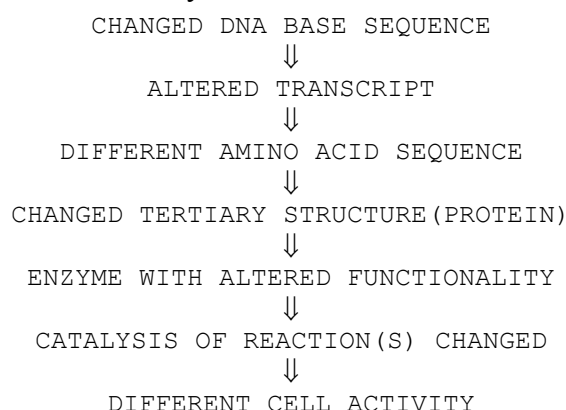 CHANGED DNA BASE SEQUENCE
⇓
ALTERED TRANSCRIPT
⇓
DIFFERENT AMINO ACID SEQUENCE
⇓
CHANGED TERTIARY STRUCTURE(PROTEIN)
⇓
ENZYME WITH ALTERED FUNCTIONALITY
⇓
CATALYSIS OF REACTION(S) CHANGED
⇓
DIFFERENT CELL ACTIVITY